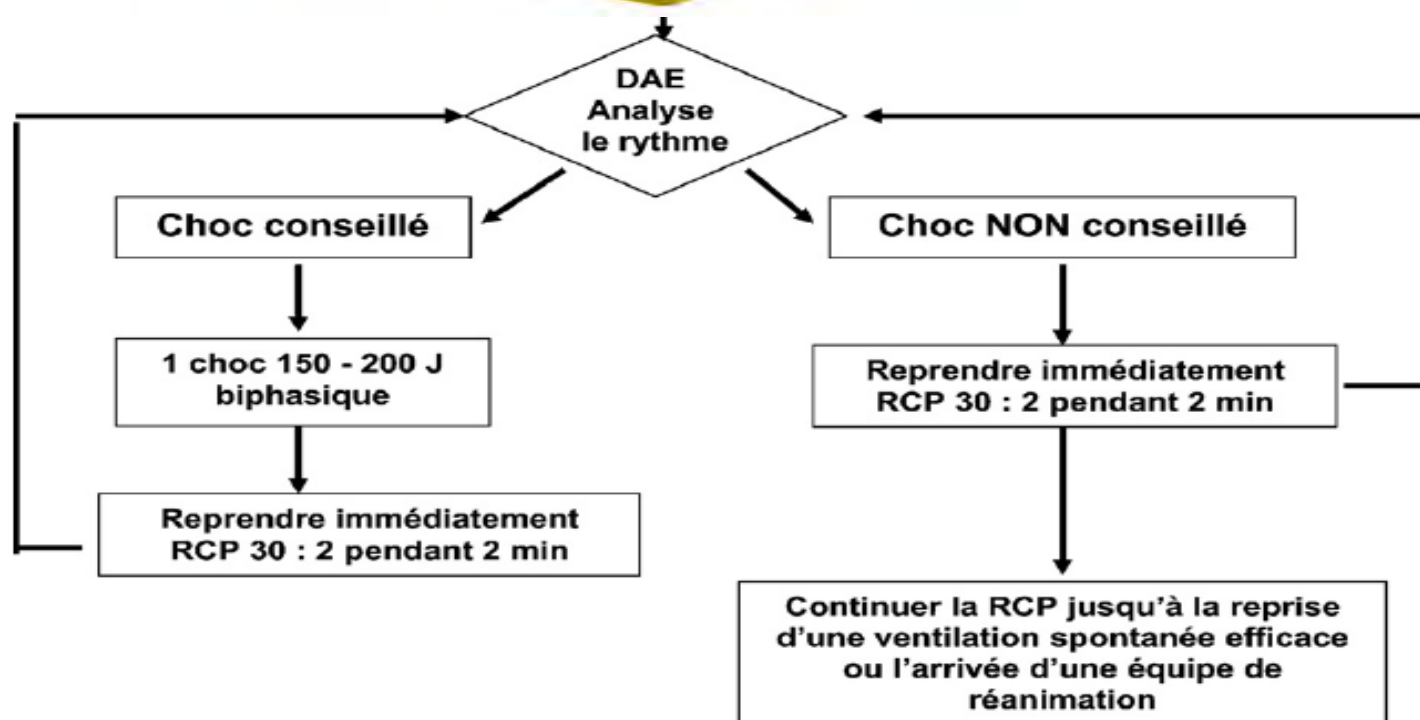 DAE
Analyse
le rythme
Choc conseillé
Choc NON conseillé
1 choc 150 - 200 J
biphasique
Reprendre immédiatement
RCP 30 : 2 pendant 2 min
Reprendre immédiatement
RCP 30 : 2 pendant 2 min
Continuer la RCP jusqu’à la reprise
d’une ventilation spontanée efficace
ou l’arrivée d’une équipe de
réanimation